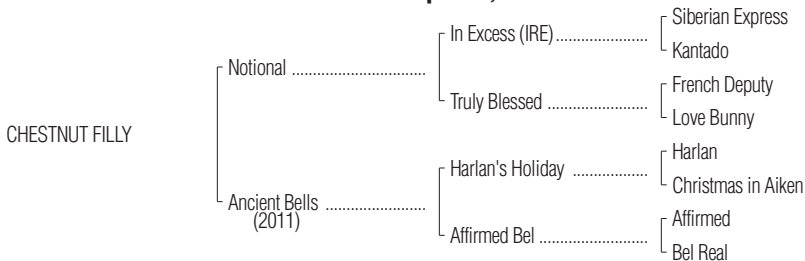 Siberian Express
In Excess (IRE)......................
Kantado
Notional ...............................
French Deputy
Truly Blessed ........................
Love Bunny
CHESTNUT FILLY
Harlan
Harlan's Holiday ..................
Christmas in Aiken
Ancient Bells .......................
(2011)
Affirmed
Affirmed Bel .........................
Bel Real